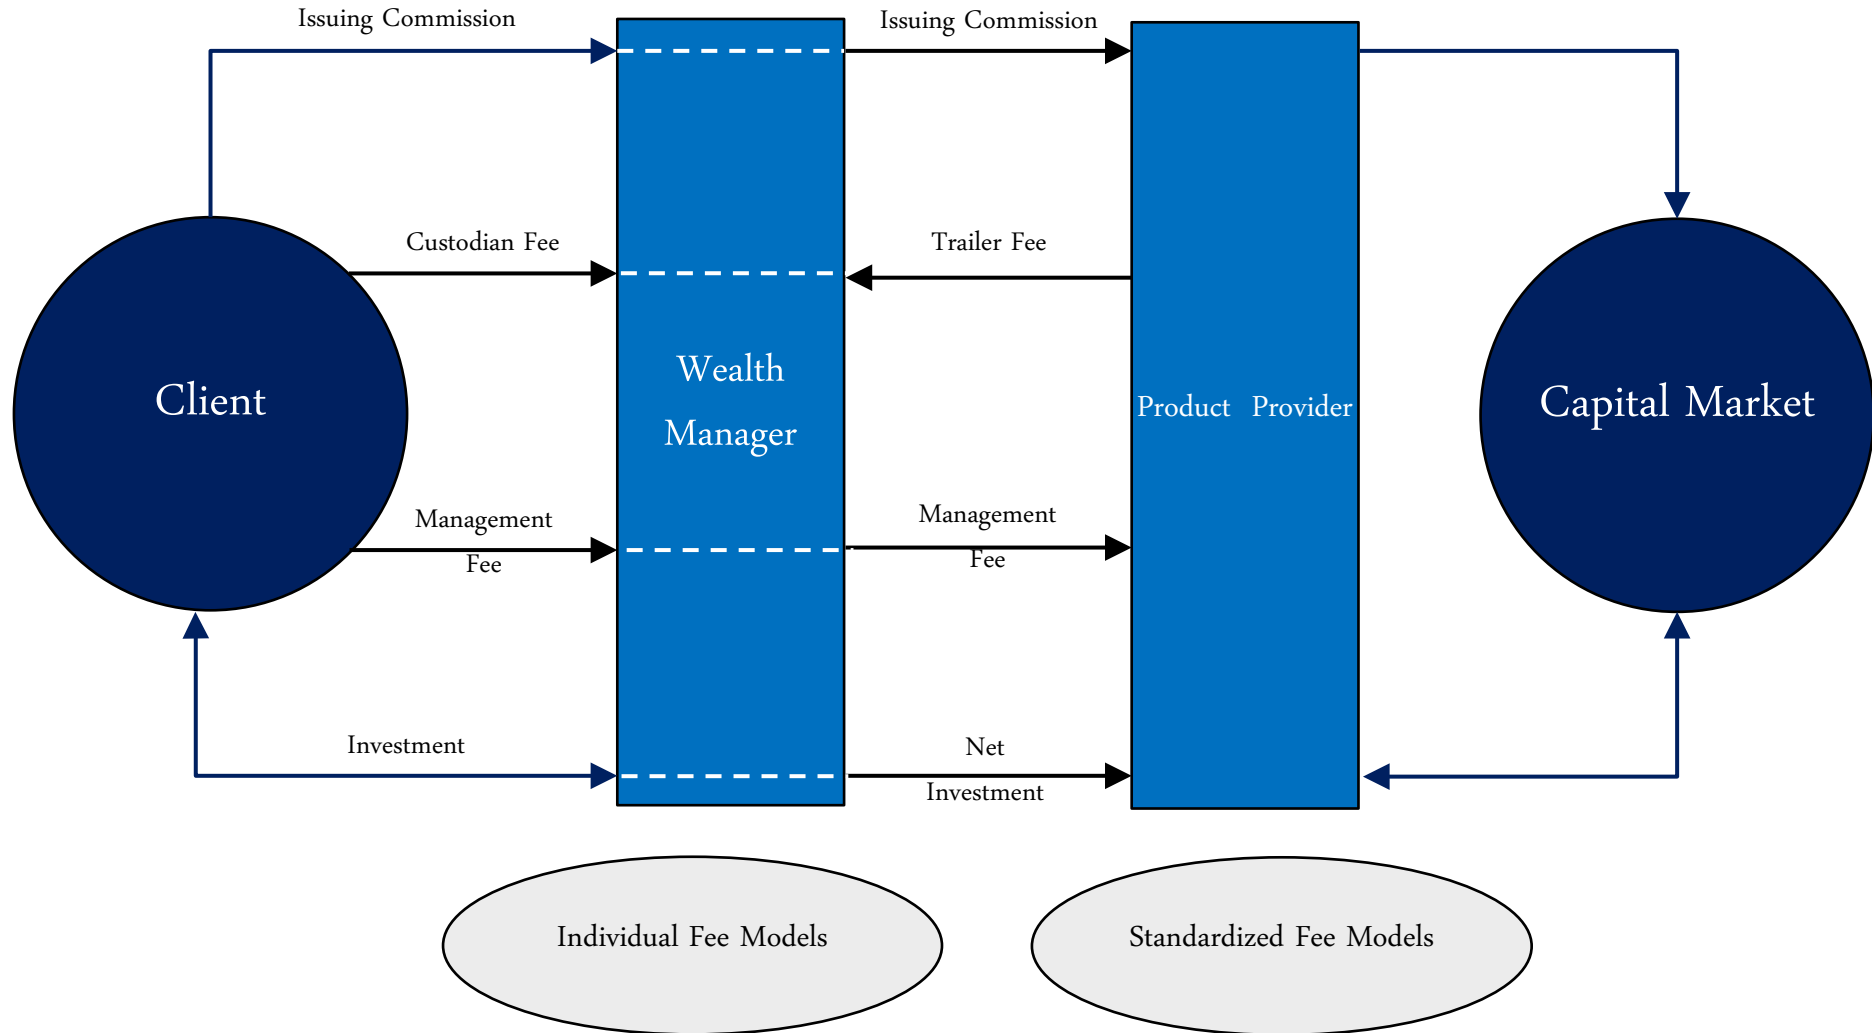 Issuing Commission
Issuing Commission
Custodian Fee
Trailer Fee
Wealth
Manager
Client
Product Provider
Capital Market
Management
Fee
Management
Fee
Investment
Net
Investment
Individual Fee Models
Standardized Fee Models